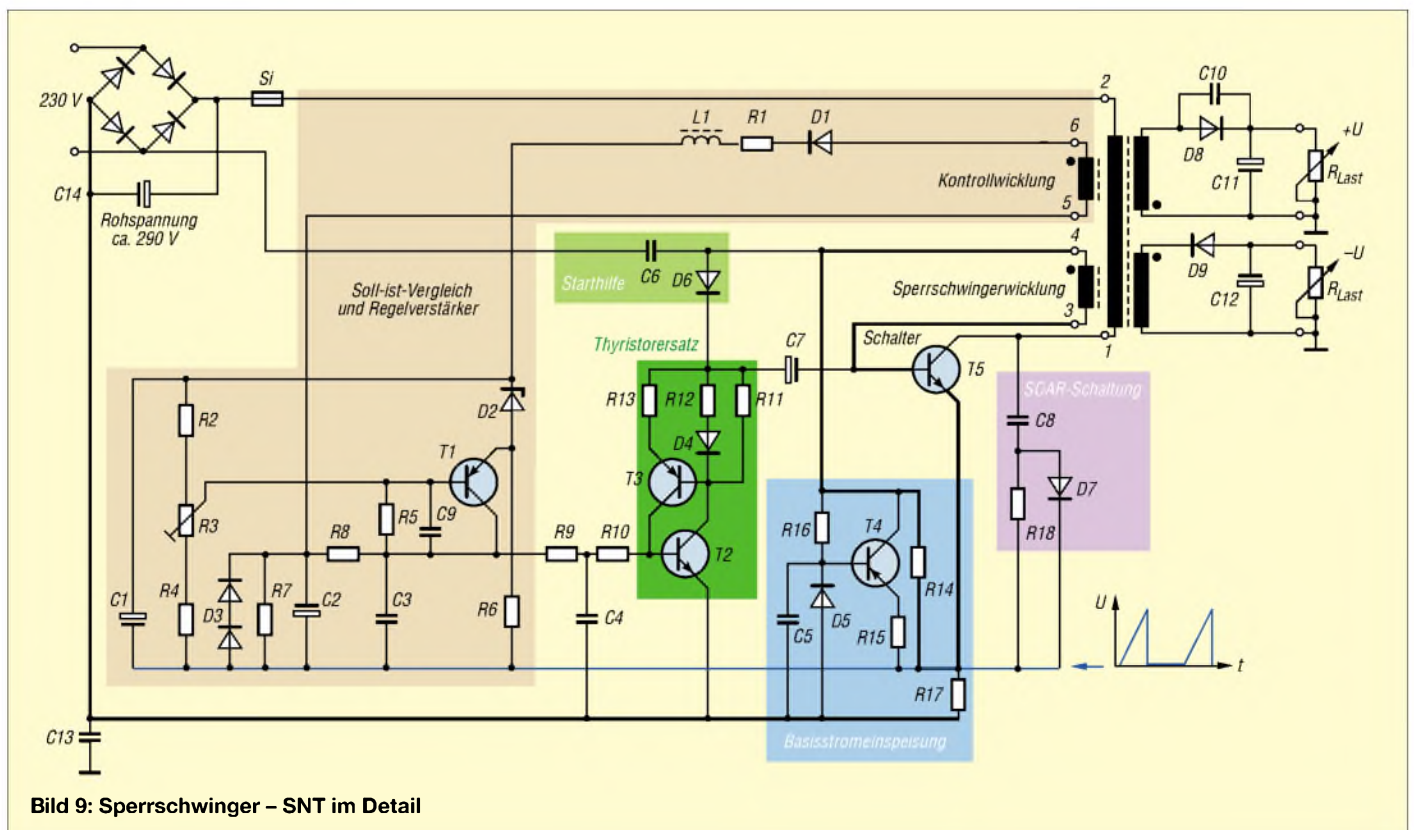 Si
2
C10
230 V
L1
R1
D1
6
+U
D8
C11
R_Last
C14
Kontrollwicklung
Rohspannung
ca. 290 V
5
4
Starthilfe
C6
D6
Soll-ist-Vergleich
und Regelverstärker
Sperrschwingerwicklung
D9
C12
–U
R_Last
3
Schalter
1
Thyristorersatz
C7
T5
SOAR-Schaltung
R2
D2
R13
R12
R11
C8
D4
T1
T3
R18
D7
R3
R5
C9
R8
R9
R10
T2
R16
T4
R14
C1
R4
D3
R7
C2
C3
R6
C4
C5
D5
R15
U
t
R17
C13
Basisstromeinspeisung
Bild 9: Sperrschwinger – SNT im Detail